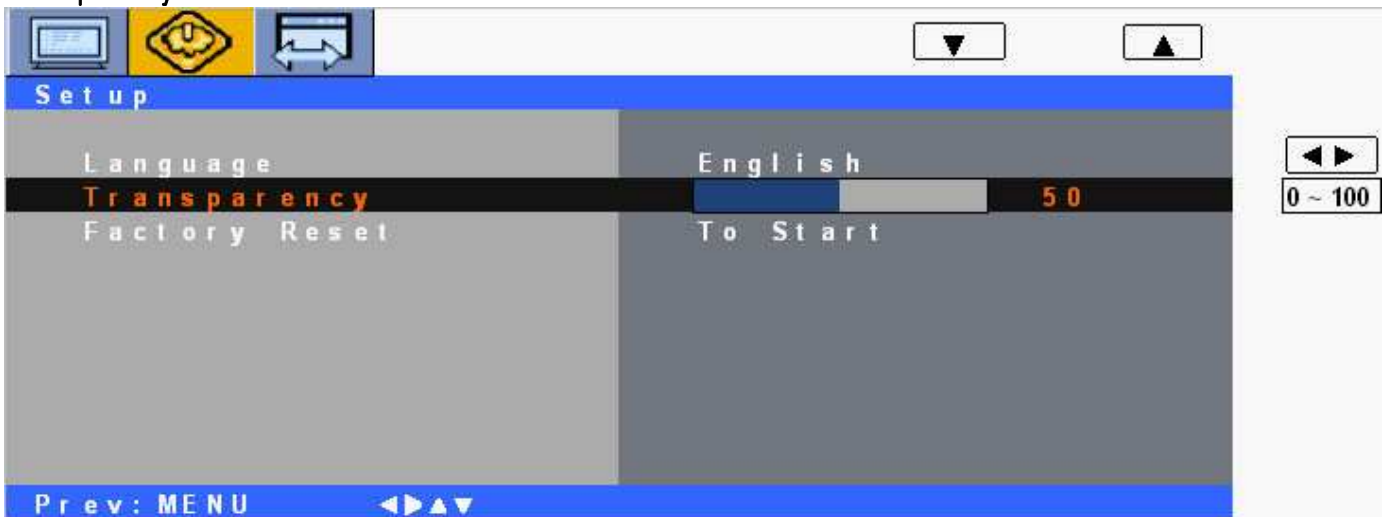 Setup
Language English
Transparency 50
0 ~ 100
Factory Reset To Start
Prev: MENU ◀▶▲▼